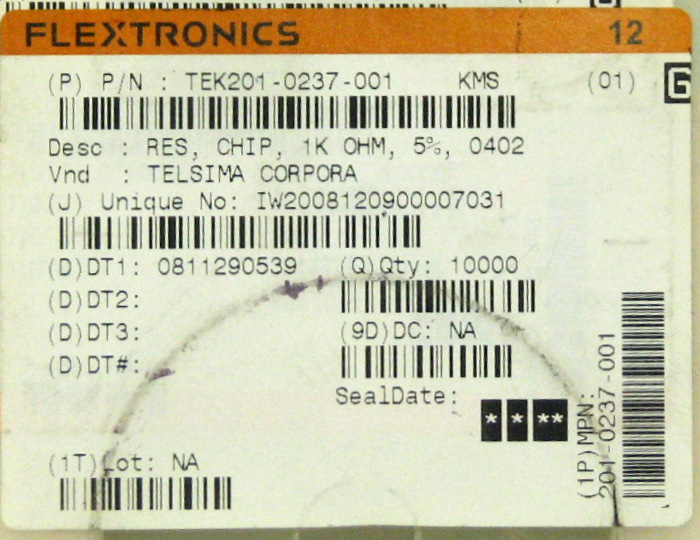 FLEXTRONICS 12
(P) P/N : TEK201-0237-001 KMS (01) G
Desc : RES, CHIP, 1K OHM, 5%, 0402
Vnd : TELSIMA CORPORA
(J) Unique No: IW2008120900007031
(D)DT1: 0811290539 (Q)Qty: 10000
(D)DT2:
(D)DT3: (9D)DC: NA
(D)DT#:
SealDate:
* * **
(1T)Lot: NA
(1P)MPN:
201-0237-001